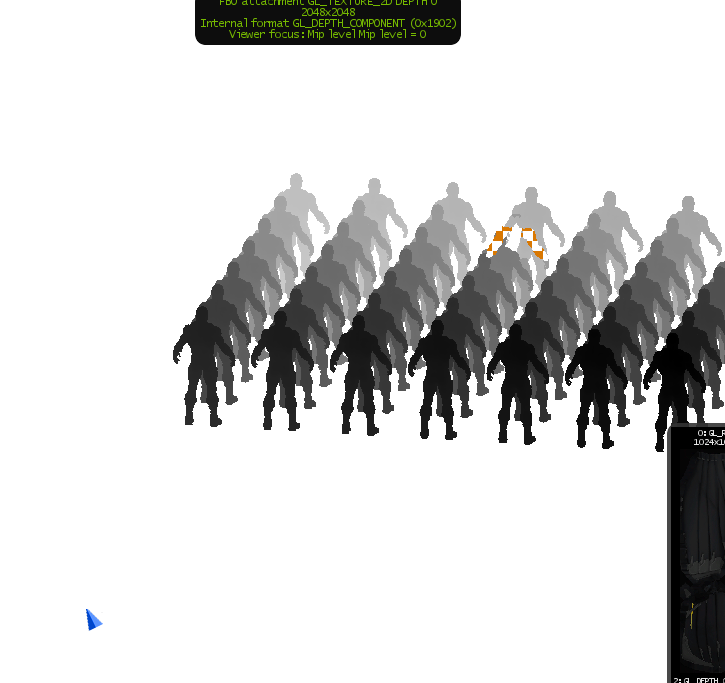 FBO attachment GL_TEXTURE_2D DEPTH 0
2048x2048
Internal format GL_DEPTH_COMPONENT (0x1902)
Viewer focus: Mip level Mip level = 0